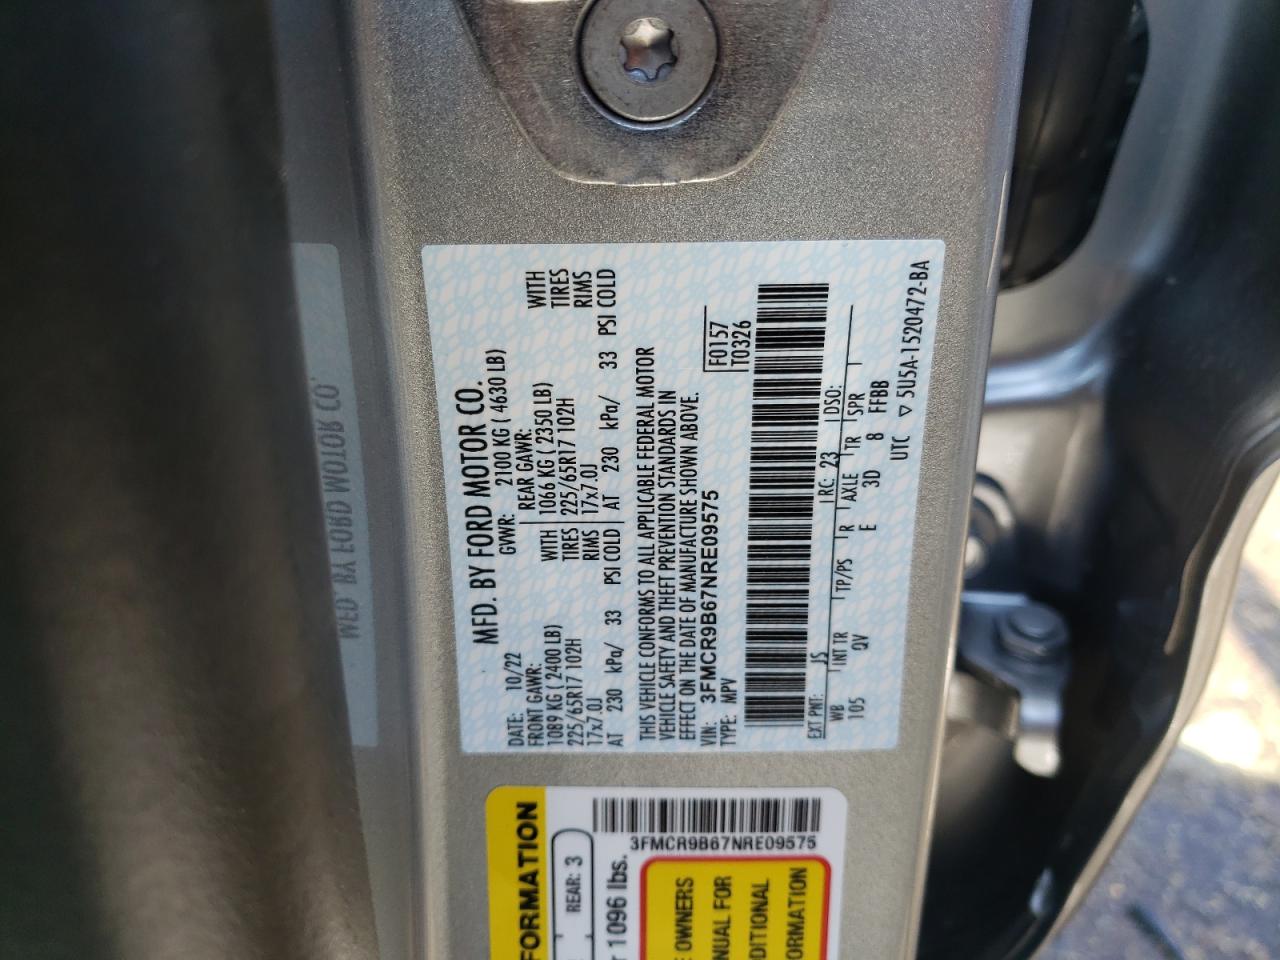 MFD. BY FORD MOTOR CO.
DATE: 10/22 GVWR: 2100 KG ( 4630 LB)
FRONT GAWR: REAR GAWR:
1089 KG ( 2400 LB) WITH 1066 KG ( 2350 LB) WITH
225/65R17 102H TIRES 225/65R17 102H TIRES
17x7.0J RIMS 17x7.0J RIMS
AT 230 kPa/ 33 PSI COLD AT 230 kPa/ 33 PSI COLD
THIS VEHICLE CONFORMS TO ALL APPLICABLE FEDERAL MOTOR
VEHICLE SAFETY AND THEFT PREVENTION STANDARDS IN
EFFECT ON THE DATE OF MANUFACTURE SHOWN ABOVE.
VIN: 3FMCR9B67NRE09575 F0157
TYPE: MPV T0326
EXT PNT: JS RC: 23 DSO:
WB INT TR TP/PS R AXLE TR SPR
105 QV E 3D 8 FFBB
UTC ▽ 5U5A-1520472-BA
3FMCR9B67NRE09575
FORMATION
REAR: 3
1096 lbs.
OWNERS
FOR
ORMATION
MFD. BY FORD MOTOR CO.